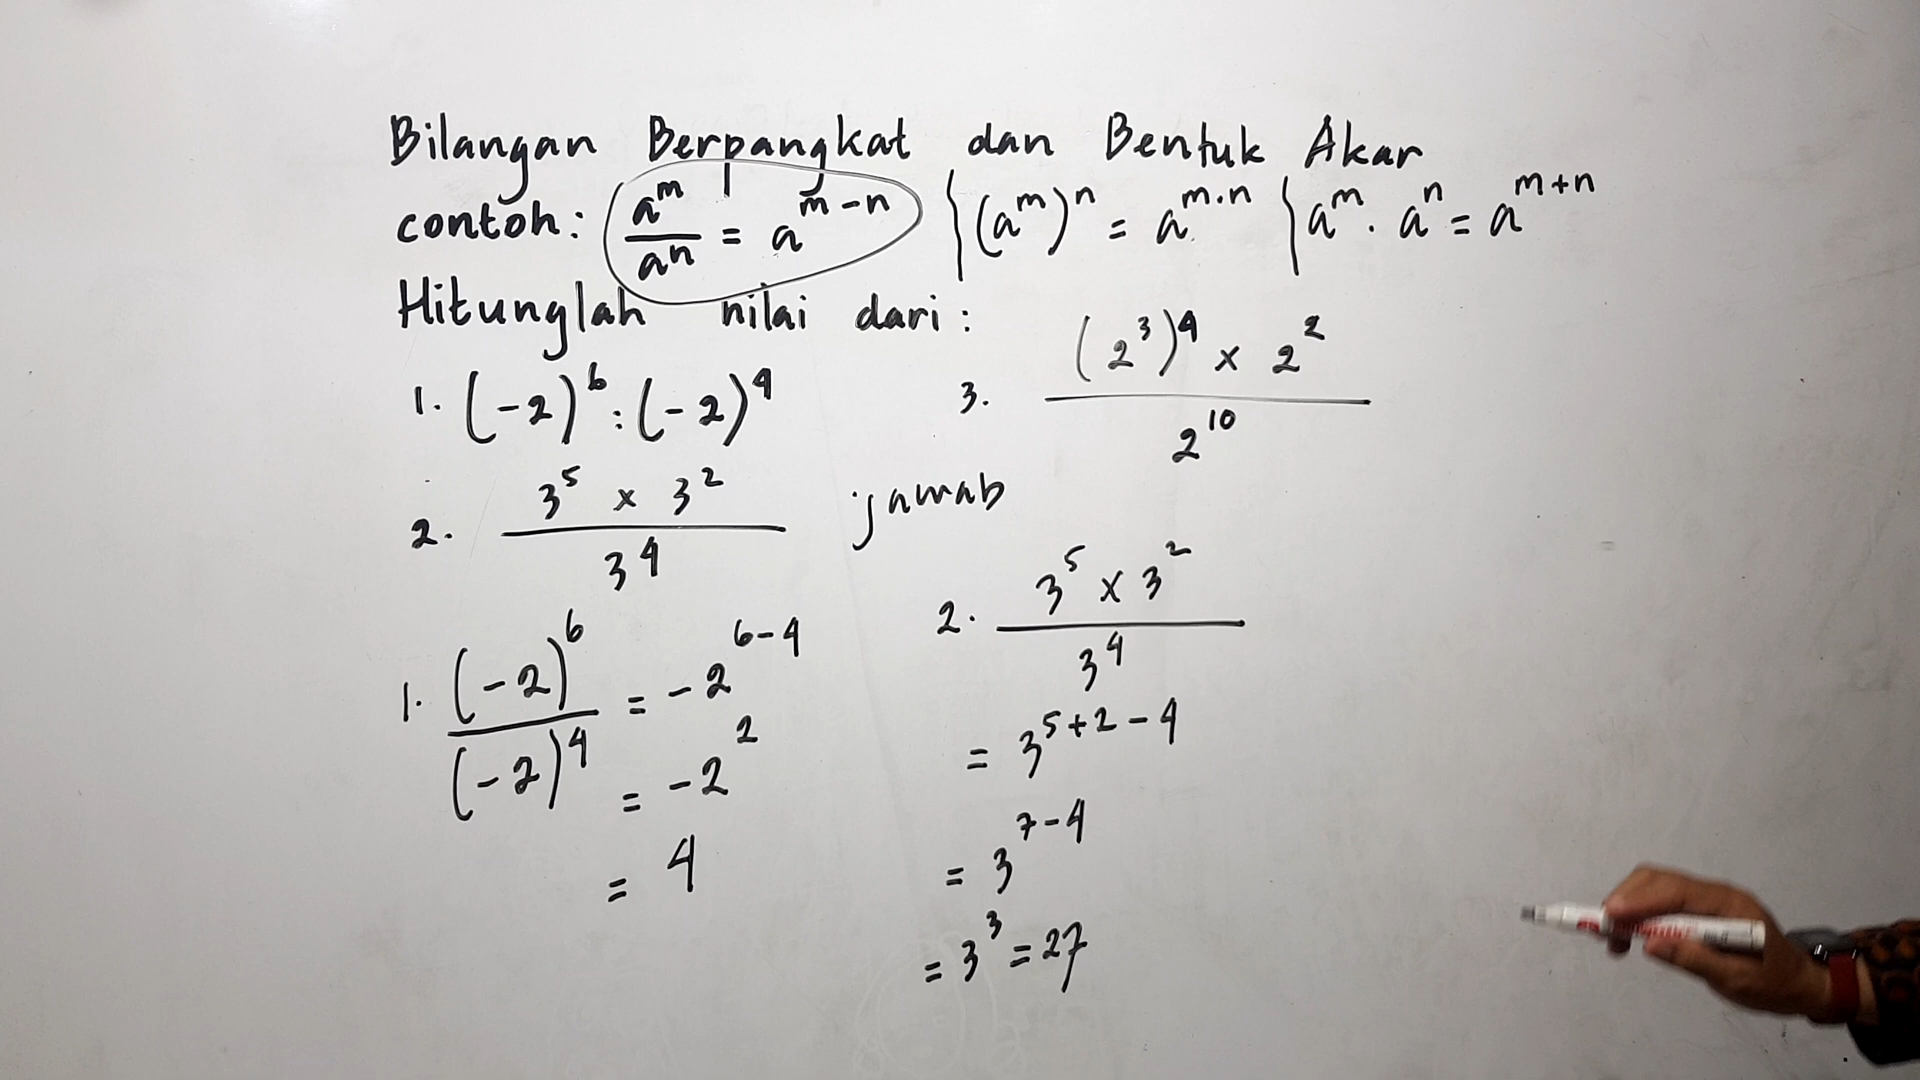 Bilangan Berpangkat dan Bentuk Akar
contoh: a^m/a^n = a^(m-n) { (a^m)^n = a^(m·n) { a^m · a^n = a^(m+n)
Hitunglah nilai dari:
1. (-2)^6 : (-2)^4
2. (3^5 x 3^2)/3^4
3. ((2^3)^4 x 2^2)/2^10
jawab
1. (-2)^6/(-2)^4 = -2^(6-4)
= -2^2
= 4
2. (3^5 x 3^2)/3^4
= 3^(5+2-4)
= 3^(7-4)
= 3^3 = 27